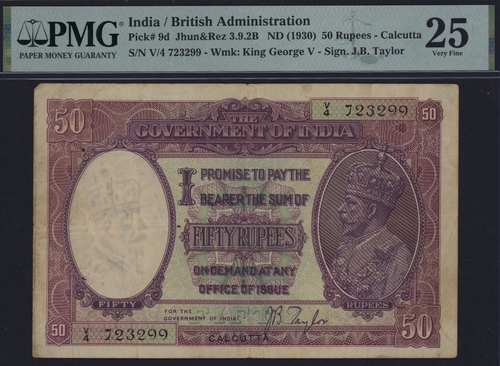 PMG
PAPER MONEY GUARANTY
India / British Administration
Pick# 9d Jhun&Rez 3.9.2B ND (1930) 50 Rupees - Calcutta
S/N V/4 723299 - Wmk: King George V - Sign. J.B. Taylor
25
Very Fine
50
V/4 723299
50
THE
GOVERNMENT OF INDIA
I PROMISE TO PAY THE
BEARER THE SUM OF
FIFTY RUPEES
ON DEMAND AT ANY
OFFICE OF ISSUE
FIFTY
RUPEES
FOR THE
GOVERNMENT OF INDIA
JB Taylor
50
V/4 723299
CALCUTTA
50